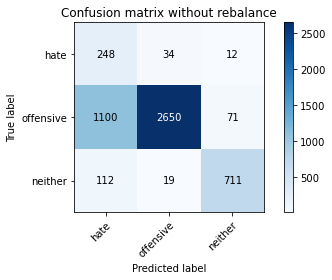 Confusion matrix without rebalance
True label
hate
248 34 12
offensive
1100 2650 71
neither
112 19 711
hate
offensive
neither
Predicted label
2500
2000
1500
1000
500